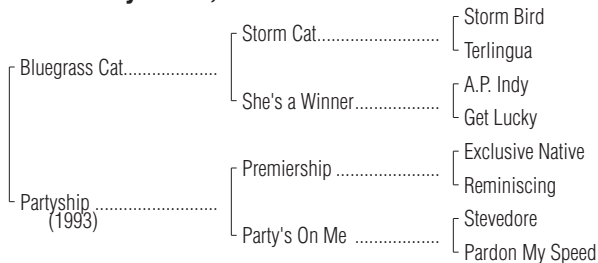 Storm Bird
Storm Cat........................
Terlingua
Bluegrass Cat....................
A.P. Indy
She's a Winner.................
Get Lucky
Exclusive Native
Premiership .....................
Reminiscing
Partyship .........................
(1993)
Stevedore
Party's On Me .................
Pardon My Speed